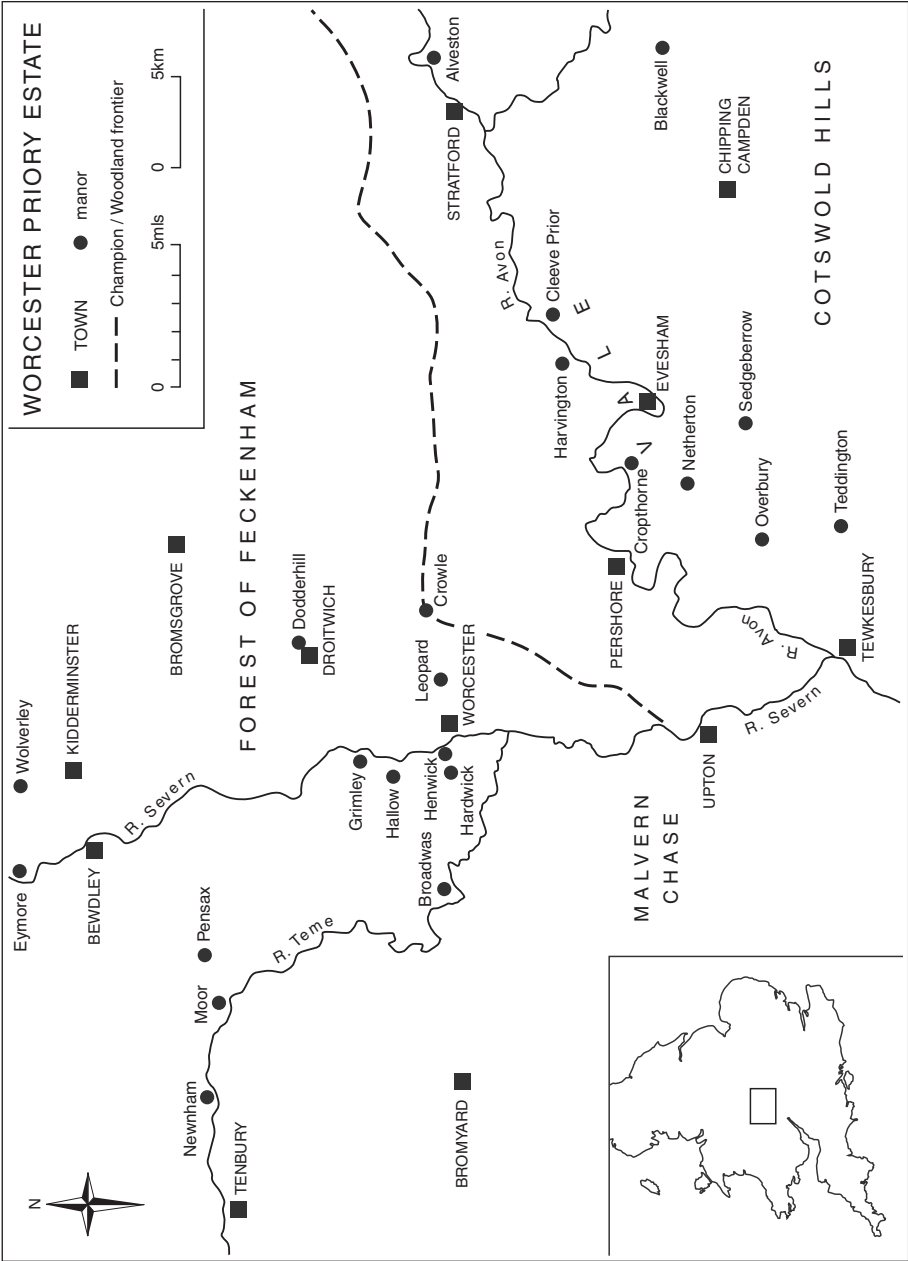 WORCESTER PRIORY ESTATE
TOWN
manor
Champion / Woodland frontier
0
5mls
0
5km
N
Eymore
Wolverley
KIDDERMINSTER
BEWDLEY
BROMSGROVE
R. Severn
Newnham
Moor
Pensax
TENBURY
R. Teme
FOREST OF FECKENHAM
Dodderhill
DROITWICH
Grimley
Hallow
Henwick
Hardwick
Broadwas
Leopard
WORCESTER
Crowle
BROMYARD
Alveston
STRATFORD
R. Avon
Cleeve Prior
Harvington
VALE
EVESHAM
Cropthorne
PERSHORE
Netherton
Blackwell
CHIPPING
CAMPDEN
MALVERN
CHASE
UPTON
R. Severn
R. Avon
Sedgeberrow
Overbury
Teddington
TEWKESBURY
COTSWOLD HILLS